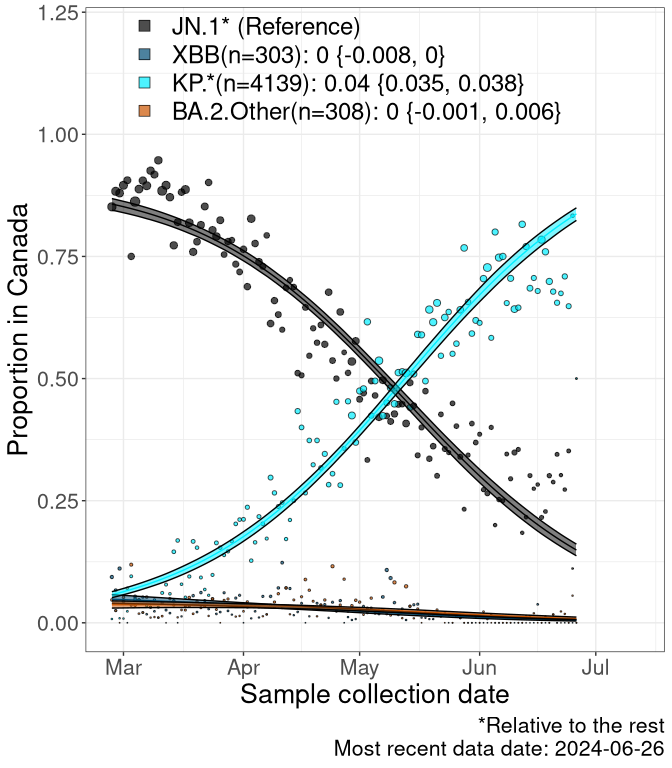 JN.1* (Reference)
XBB(n=303): 0 {-0.008, 0}
KP.*(n=4139): 0.04 {0.035, 0.038}
BA.2.Other(n=308): 0 {-0.001, 0.006}
Proportion in Canada
1.25
1.00
0.75
0.50
0.25
0.00
Mar Apr May Jun Jul
Sample collection date
*Relative to the rest
Most recent data date: 2024-06-26